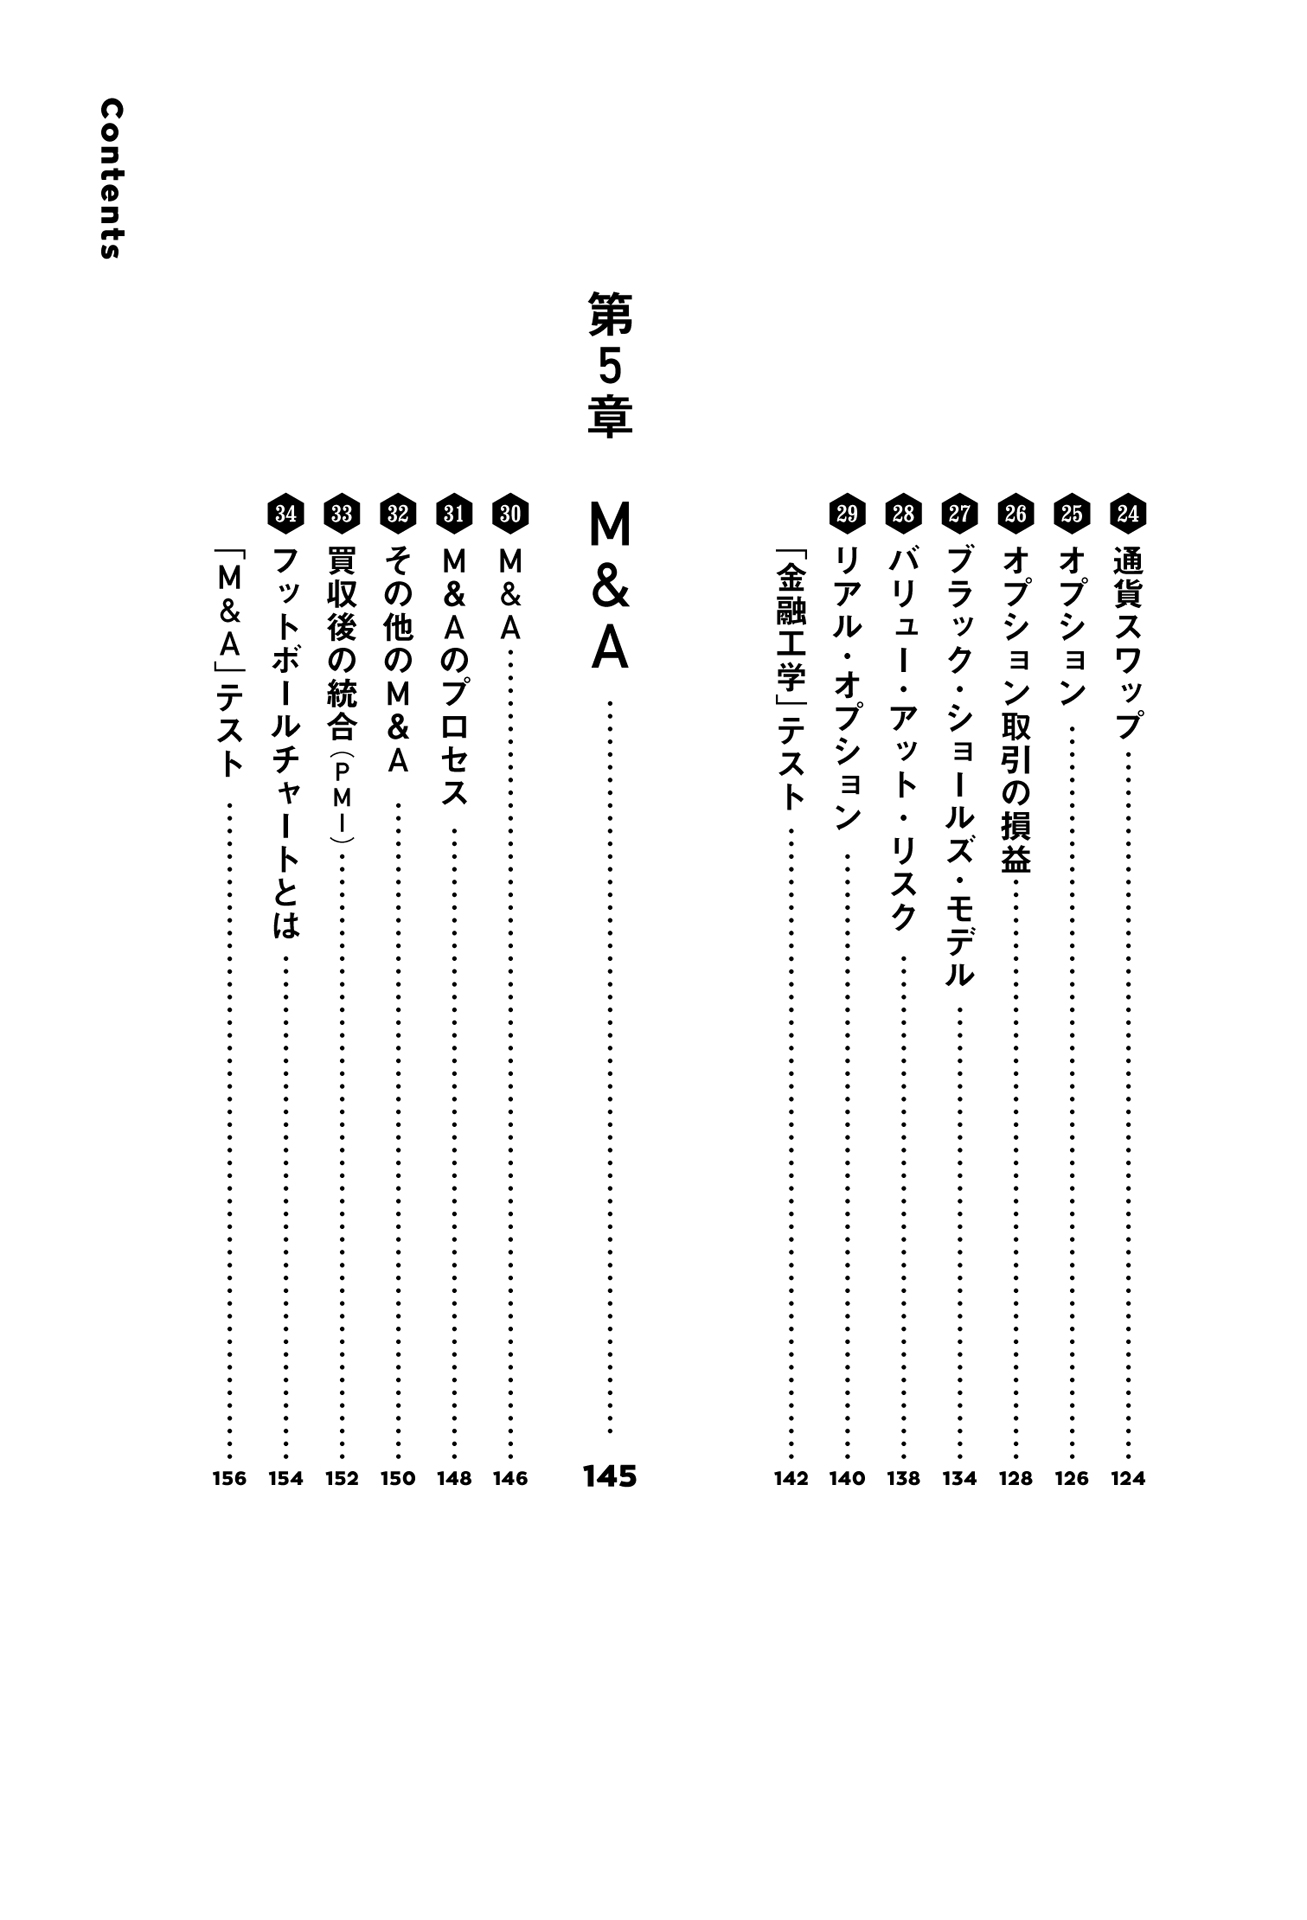 Contents
24 通貨スワップ 124
25 オプション 126
26 オプション取引の損益 128
27 ブラック・ショールズ・モデル 134
28 バリュー・アット・リスク 138
29 リアル・オプション 140
「金融工学」テスト 142
第5章 M&A 145
30 M&A 146
31 M&Aのプロセス 148
32 その他のM&A 150
33 買収後の統合（PMI） 152
34 フットボールチャートとは 154
「M&A」テスト 156